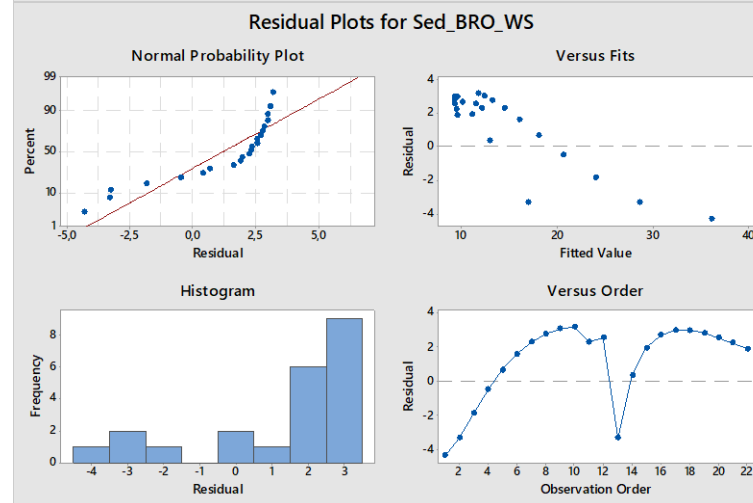 Residual Plots for Sed_BRO_WS
Normal Probability Plot
99
90
50
10
1
Percent
-5,0 -2,5 0,0 2,5 5,0
Residual
Versus Fits
4
2
0
-2
-4
Residual
10 20 30 40
Fitted Value
Histogram
8
6
4
2
0
Frequency
-4 -3 -2 -1 0 1 2 3
Residual
Versus Order
4
2
0
-2
-4
Residual
2 4 6 8 10 12 14 16 18 20 22
Observation Order